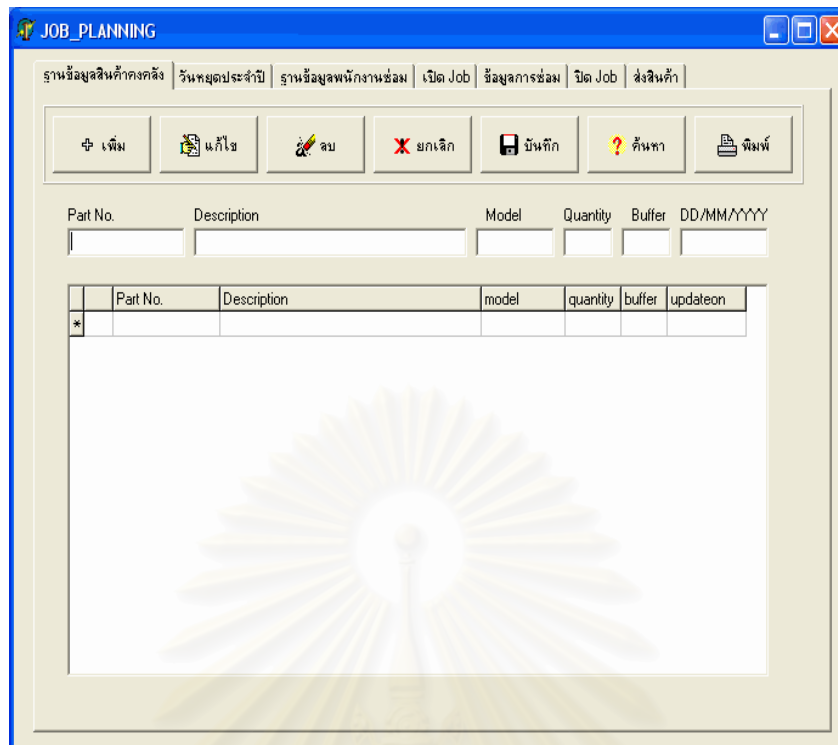 JOB_PLANNING
ฐานข้อมูลสินค้าคงคลัง วันหยุดประจำปี ฐานข้อมูลพนักงานซ่อม เปิด Job ข้อมูลการซ่อม ปิด Job ส่งสินค้า
เพิ่ม แก้ไข ลบ ยกเลิก บันทึก ค้นหา พิมพ์
Part No. Description Model Quantity Buffer DD/MM/YYYY
Part No. Description model quantity buffer updateon
*